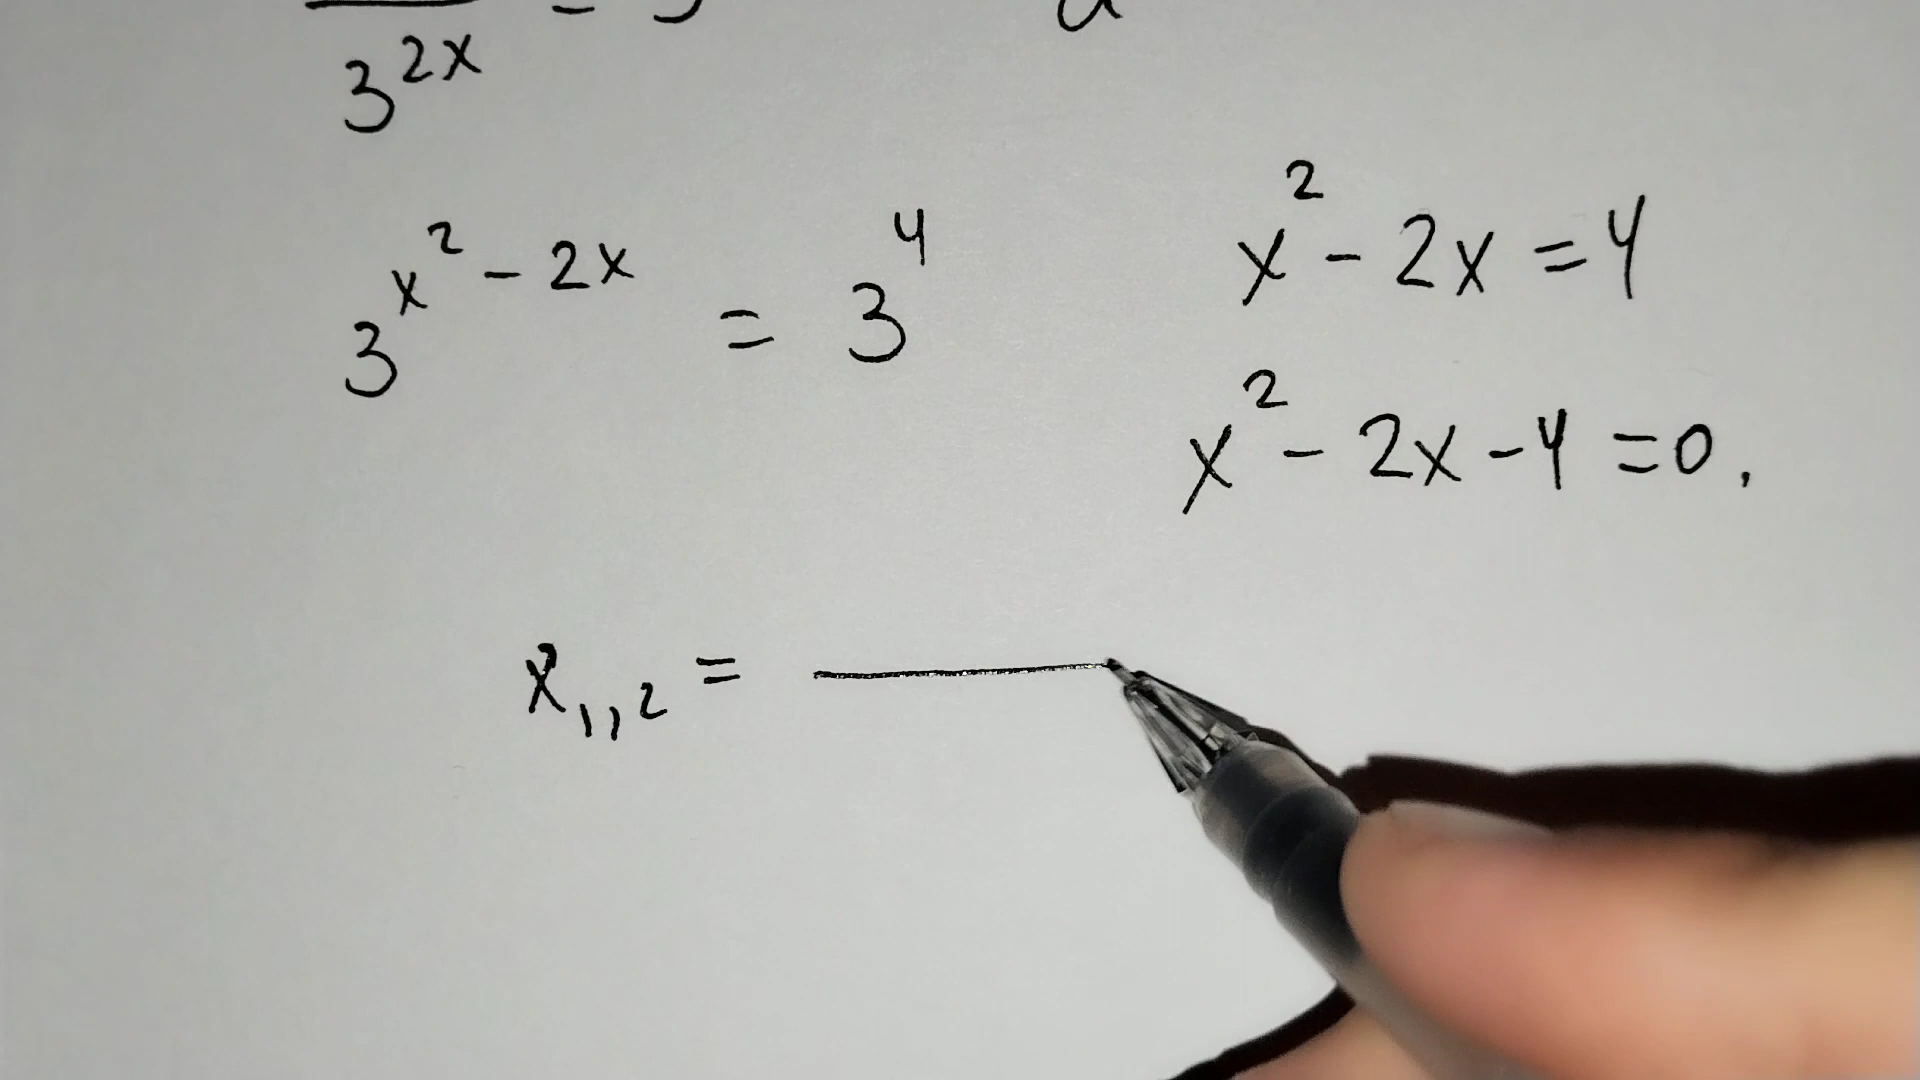 3^{2x} =
3^{x^2 - 2x} = 3^4
x^2 - 2x = 4
x^2 - 2x - 4 = 0.
x_{1,2} =